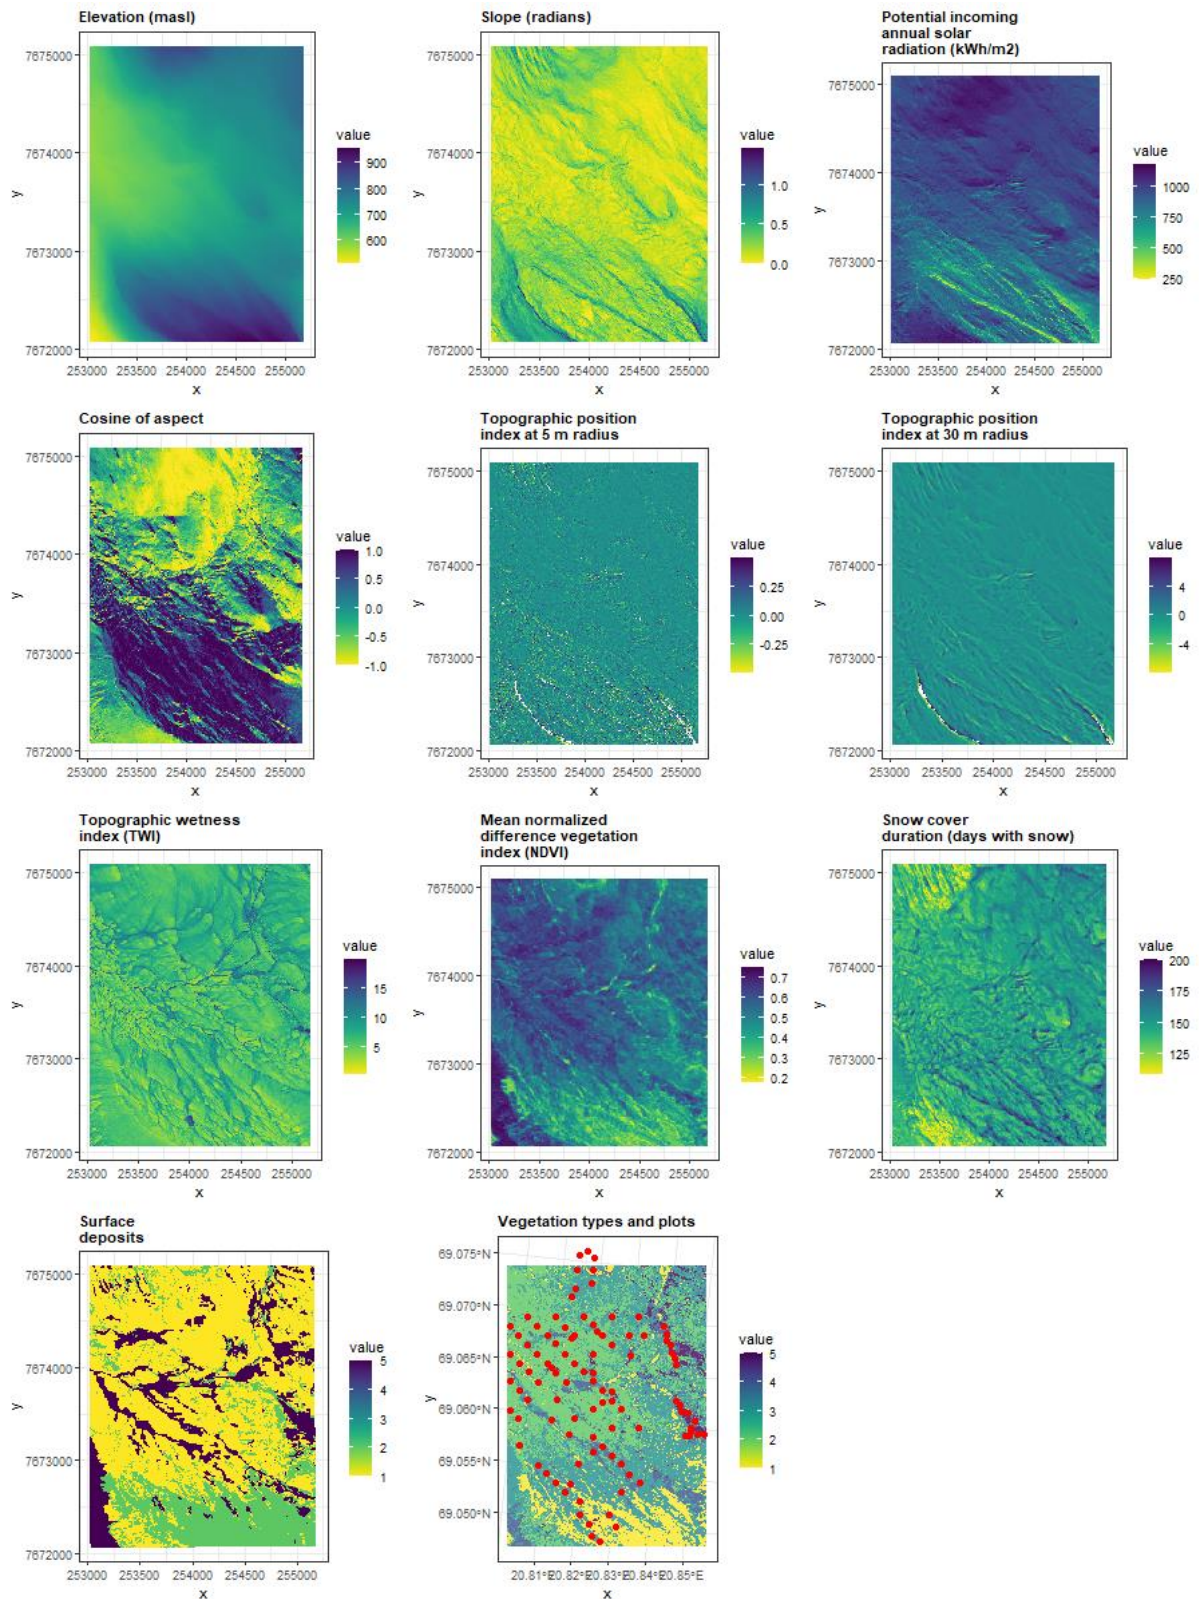 Elevation (masl)
7675000
7674000
7673000
7672000
y
253000 253500 254000 254500 255000
x
value
900
800
700
600
Slope (radians)
7675000
7674000
7673000
7672000
y
253000 253500 254000 254500 255000
x
value
1.0
0.5
0.0
Potential incoming
annual solar
radiation (kWh/m2)
7675000
7674000
7673000
7672000
y
253000 253500 254000 254500 255000
x
value
1000
750
500
250
Cosine of aspect
7675000
7674000
7673000
7672000
y
253000 253500 254000 254500 255000
x
value
1.0
0.5
0.0
-0.5
-1.0
Topographic position
index at 5 m radius
7675000
7674000
7673000
7672000
y
253000 253500 254000 254500 255000
x
value
0.25
0.00
-0.25
Topographic position
index at 30 m radius
7675000
7674000
7673000
7672000
y
253000 253500 254000 254500 255000
x
value
4
-4
Topographic wetness
index (TWI)
7675000
7674000
7673000
7672000
y
253000 253500 254000 254500 255000
x
value
15
10
5
Mean normalized
difference vegetation
index (NDVI)
7675000
7674000
7673000
7672000
y
253000 253500 254000 254500 255000
x
value
0.7
0.6
0.5
0.4
0.3
0.2
Snow cover
duration (days with snow)
7675000
7674000
7673000
7672000
y
253000 253500 254000 254500 255000
x
value
200
175
150
125
Surface
deposits
7675000
7674000
7673000
7672000
y
253000 253500 254000 254500 255000
x
value
5
4
3
2
1
Vegetation types and plots
69.075°N
69.070°N
69.065°N
69.060°N
69.055°N
69.050°N
y
20.81°E 20.82°E 20.83°E 20.84°E 20.85°E
x
value
5
4
3
2
1